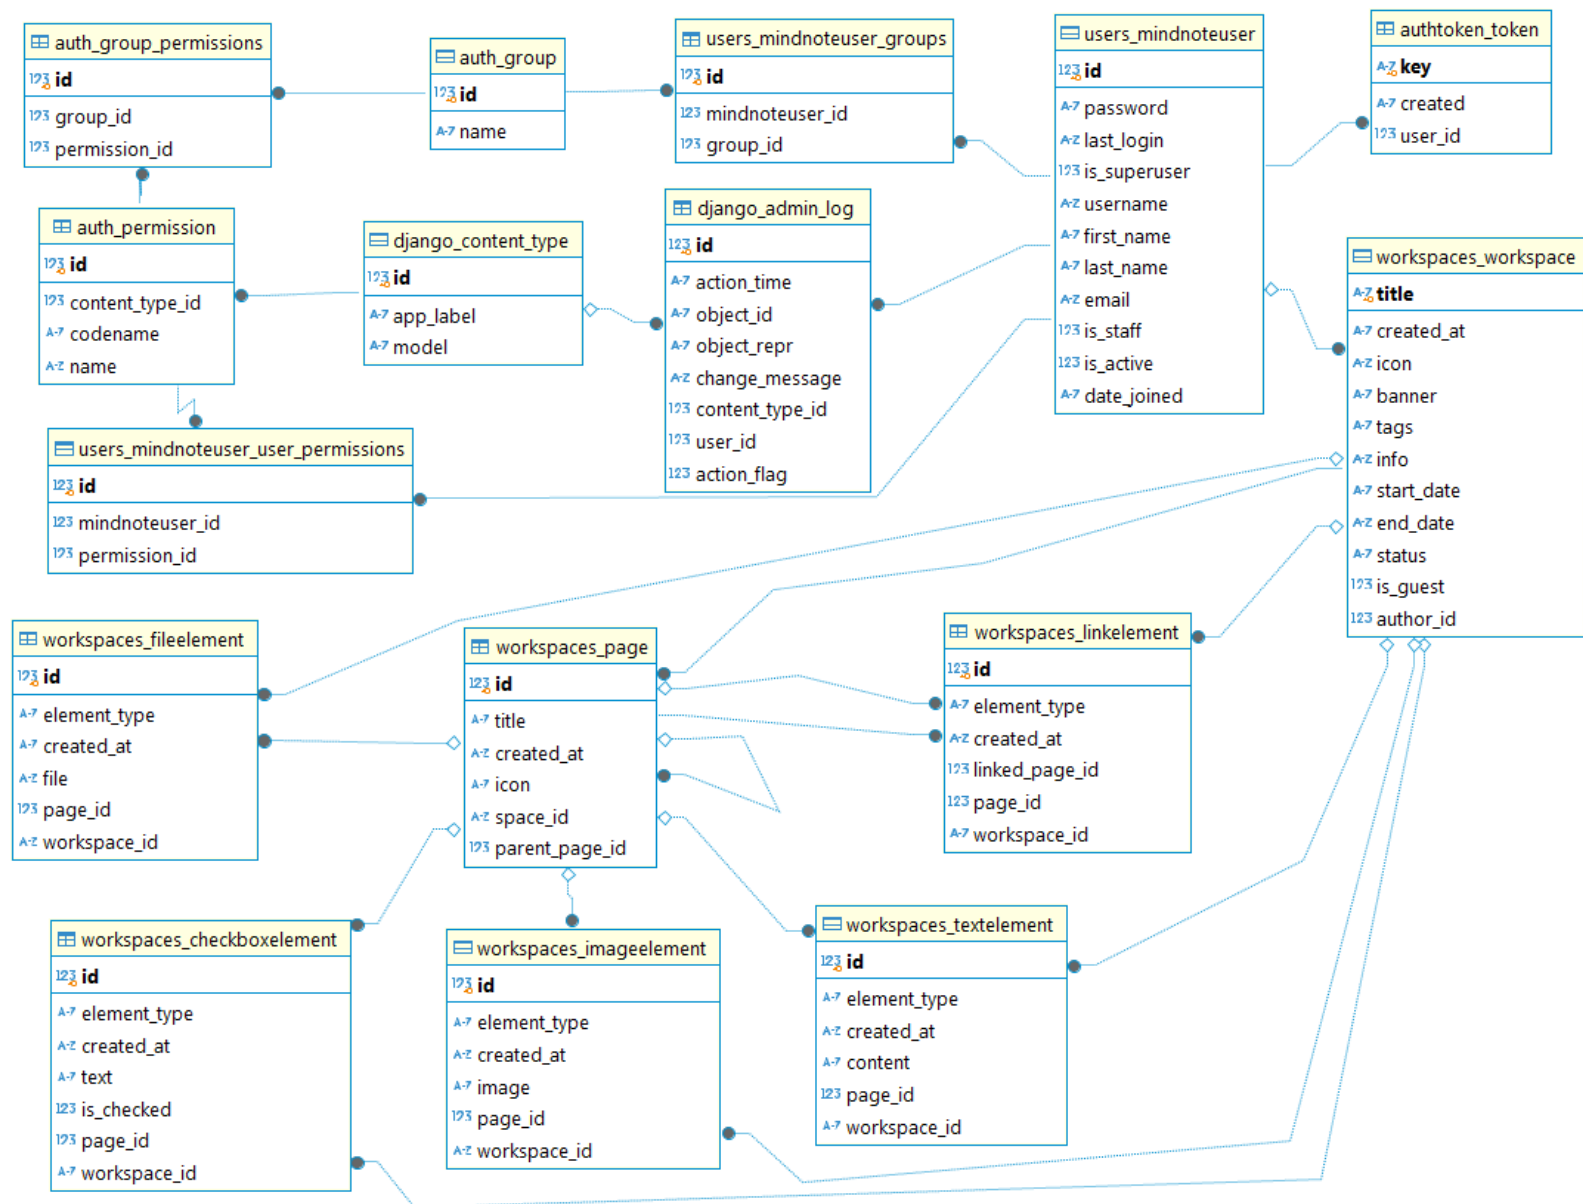 auth_group_permissions
id
group_id
permission_id
auth_group
id
name
users_mindnoteuser_groups
id
mindnoteuser_id
group_id
users_mindnoteuser
id
password
last_login
is_superuser
username
first_name
last_name
email
is_staff
is_active
date_joined
authtoken_token
key
created
user_id
auth_permission
id
content_type_id
codename
name
django_content_type
id
app_label
model
django_admin_log
id
action_time
object_id
object_repr
change_message
content_type_id
user_id
action_flag
workspaces_workspace
title
created_at
icon
banner
tags
info
start_date
end_date
status
is_guest
author_id
users_mindnoteuser_user_permissions
id
mindnoteuser_id
permission_id
workspaces_fileelement
id
element_type
created_at
file
page_id
workspace_id
workspaces_page
id
title
created_at
icon
space_id
parent_page_id
workspaces_linkelement
id
element_type
created_at
linked_page_id
page_id
workspace_id
workspaces_checkboxelement
id
element_type
created_at
text
is_checked
page_id
workspace_id
workspaces_imageelement
id
element_type
created_at
image
page_id
workspace_id
workspaces_textelement
id
element_type
created_at
content
page_id
workspace_id